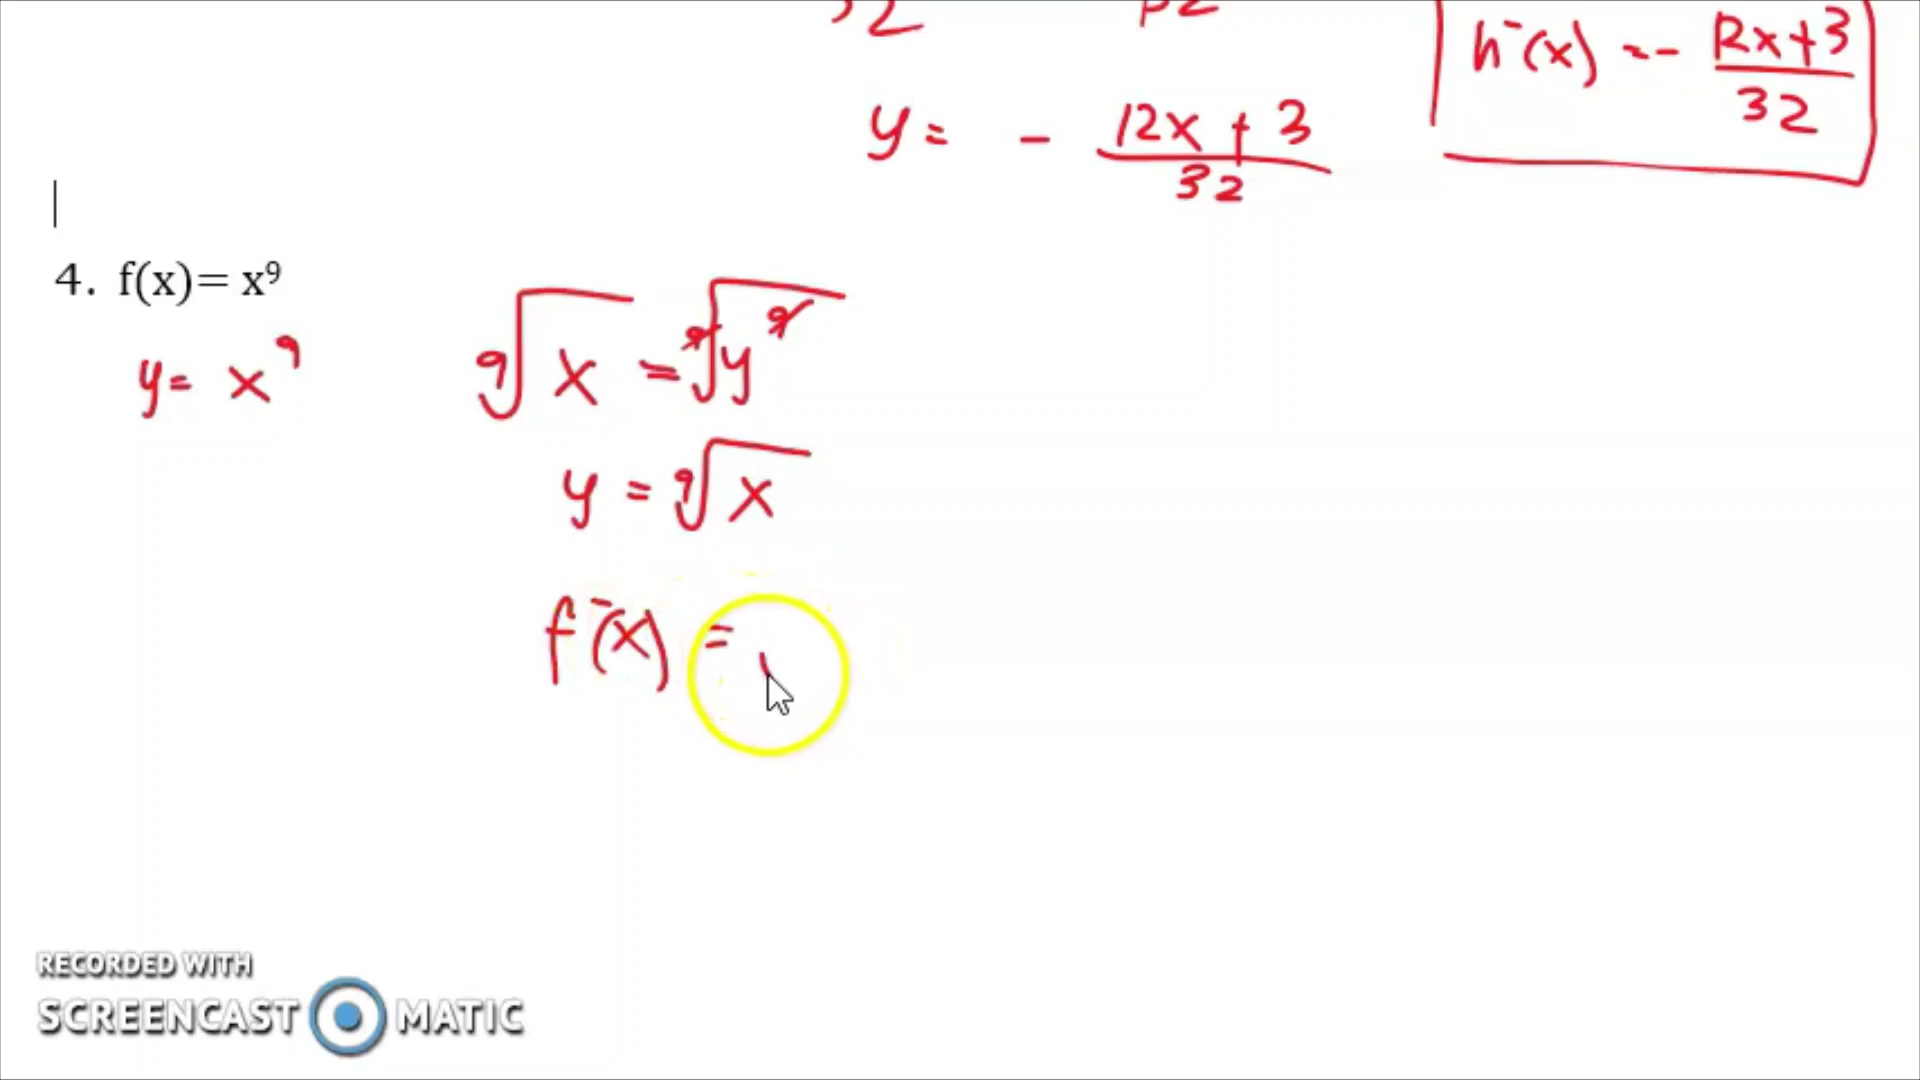 h⁻(x) = - 12x+3/32
y = - 12x + 3/32
4. f(x)= x⁹
y = x⁹
⁹√x = ⁹√y⁹
y = ⁹√x
f⁻(x) =
RECORDED WITH
SCREENCAST MATIC